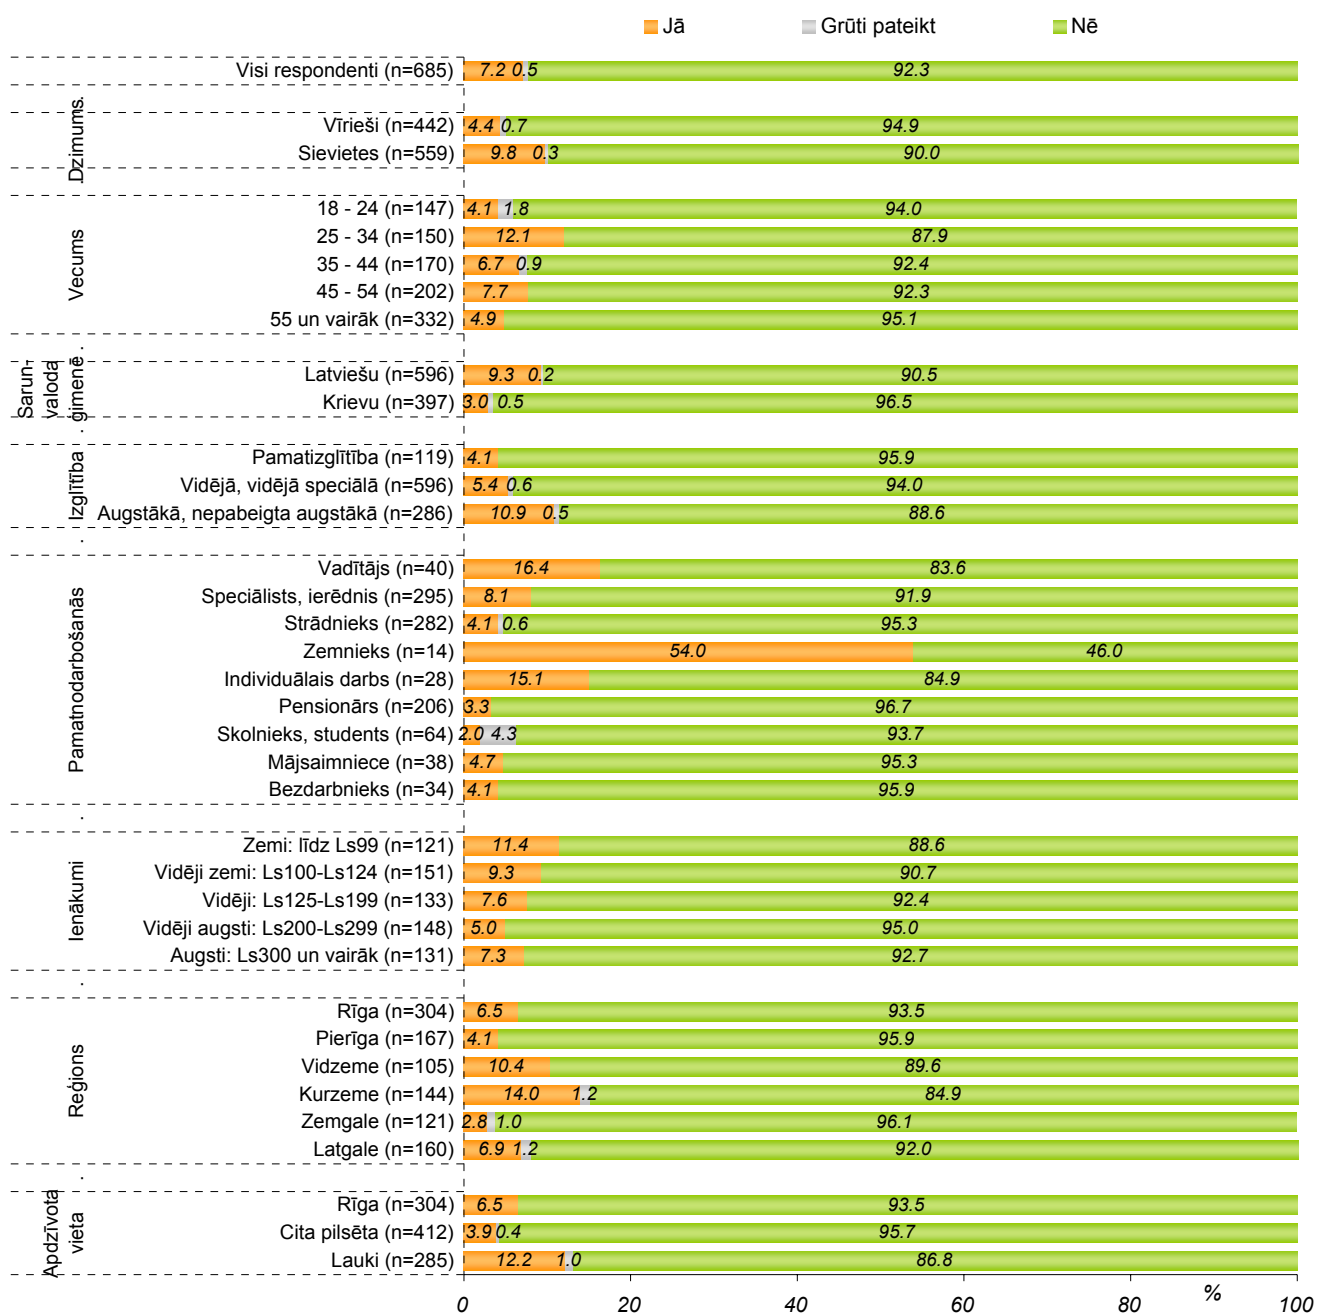 Jā Grūti pateikt Nē
Visi respondenti (n=685) 7.2 0.5 92.3
Dzimums.
Vīrieši (n=442) 4.4 0.7 94.9
Sievietes (n=559) 9.8 0.3 90.0
Vecums
18 - 24 (n=147) 4.1 1.8 94.0
25 - 34 (n=150) 12.1 87.9
35 - 44 (n=170) 6.7 0.9 92.4
45 - 54 (n=202) 7.7 92.3
55 un vairāk (n=332) 4.9 95.1
Sarun-
valoda
ģimenē .
Latviešu (n=596) 9.3 0.2 90.5
Krievu (n=397) 3.0 0.5 96.5
Izglītība
Pamatizglītība (n=119) 4.1 95.9
Vidējā, vidējā speciālā (n=596) 5.4 0.6 94.0
Augstākā, nepabeigta augstākā (n=286) 10.9 0.5 88.6
Pamatnodarbošanās
Vadītājs (n=40) 16.4 83.6
Speciālists, ierēdnis (n=295) 8.1 91.9
Strādnieks (n=282) 4.1 0.6 95.3
Zemnieks (n=14) 54.0 46.0
Individuālais darbs (n=28) 15.1 84.9
Pensionārs (n=206) 3.3 96.7
Skolnieks, students (n=64) 2.0 4.3 93.7
Mājsaimniece (n=38) 4.7 95.3
Bezdarbnieks (n=34) 4.1 95.9
Ienākumi
Zemi: līdz Ls99 (n=121) 11.4 88.6
Vidēji zemi: Ls100-Ls124 (n=151) 9.3 90.7
Vidēji: Ls125-Ls199 (n=133) 7.6 92.4
Vidēji augsti: Ls200-Ls299 (n=148) 5.0 95.0
Augsti: Ls300 un vairāk (n=131) 7.3 92.7
Reģions
Rīga (n=304) 6.5 93.5
Pierīga (n=167) 4.1 95.9
Vidzeme (n=105) 10.4 89.6
Kurzeme (n=144) 14.0 1.2 84.9
Zemgale (n=121) 2.8 1.0 96.1
Latgale (n=160) 6.9 1.2 92.0
Apdzīvota
vieta
Rīga (n=304) 6.5 93.5
Cita pilsēta (n=412) 3.9 0.4 95.7
Lauki (n=285) 12.2 1.0 86.8
0 20 40 60 80 % 100